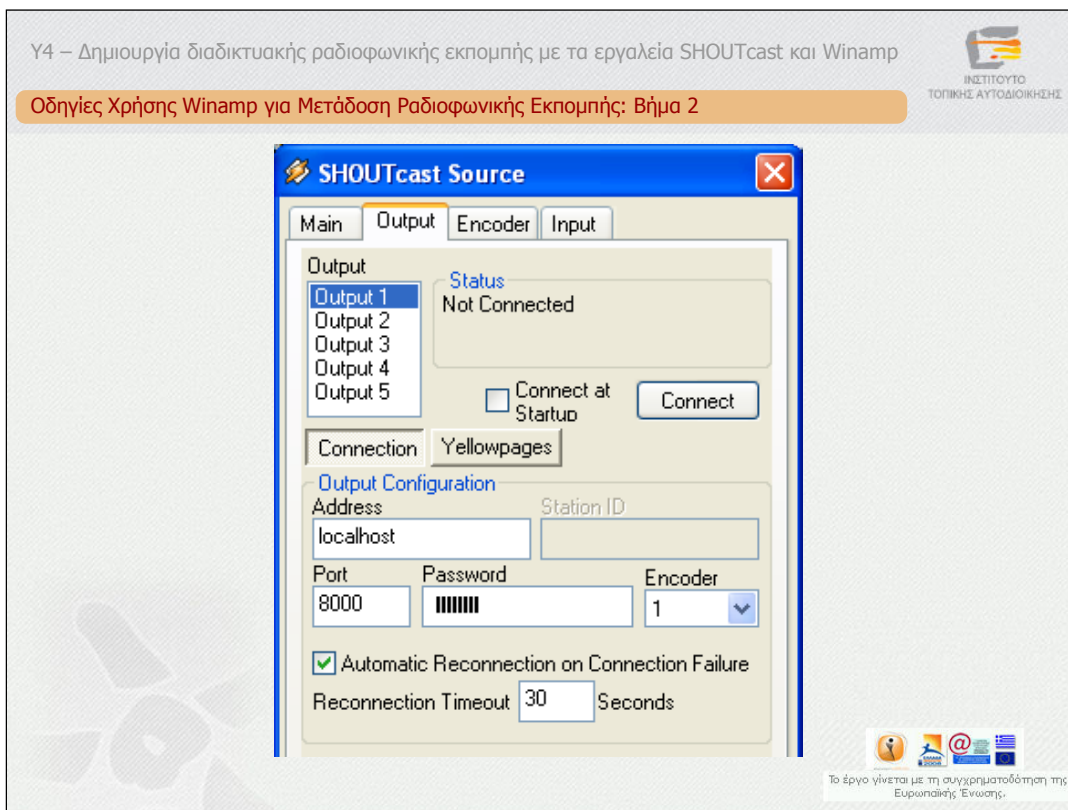 Υ4 – Δημιουργία διαδικτυακής ραδιοφωνικής εκπομπής με τα εργαλεία SHOUTcast και Winamp
ΙΝΣΤΙΤΟΥΤΟ
ΤΟΠΙΚΗΣ ΑΥΤΟΔΙΟΙΚΗΣΗΣ
Οδηγίες Χρήσης Winamp για Μετάδοση Ραδιοφωνικής Εκπομπής: Βήμα 2
SHOUTcast Source
Main Output Encoder Input
Output
Status
Output 1
Not Connected
Output 2
Output 3
Output 4
Output 5
Connect at
Startup
Connect
Connection Yellowpages
Output Configuration
Address Station ID
localhost
Port Password Encoder
8000 1
Automatic Reconnection on Connection Failure
Reconnection Timeout 30 Seconds
Το έργο γίνεται με τη συγχρηματοδότηση της
Ευρωπαϊκής Ένωσης.